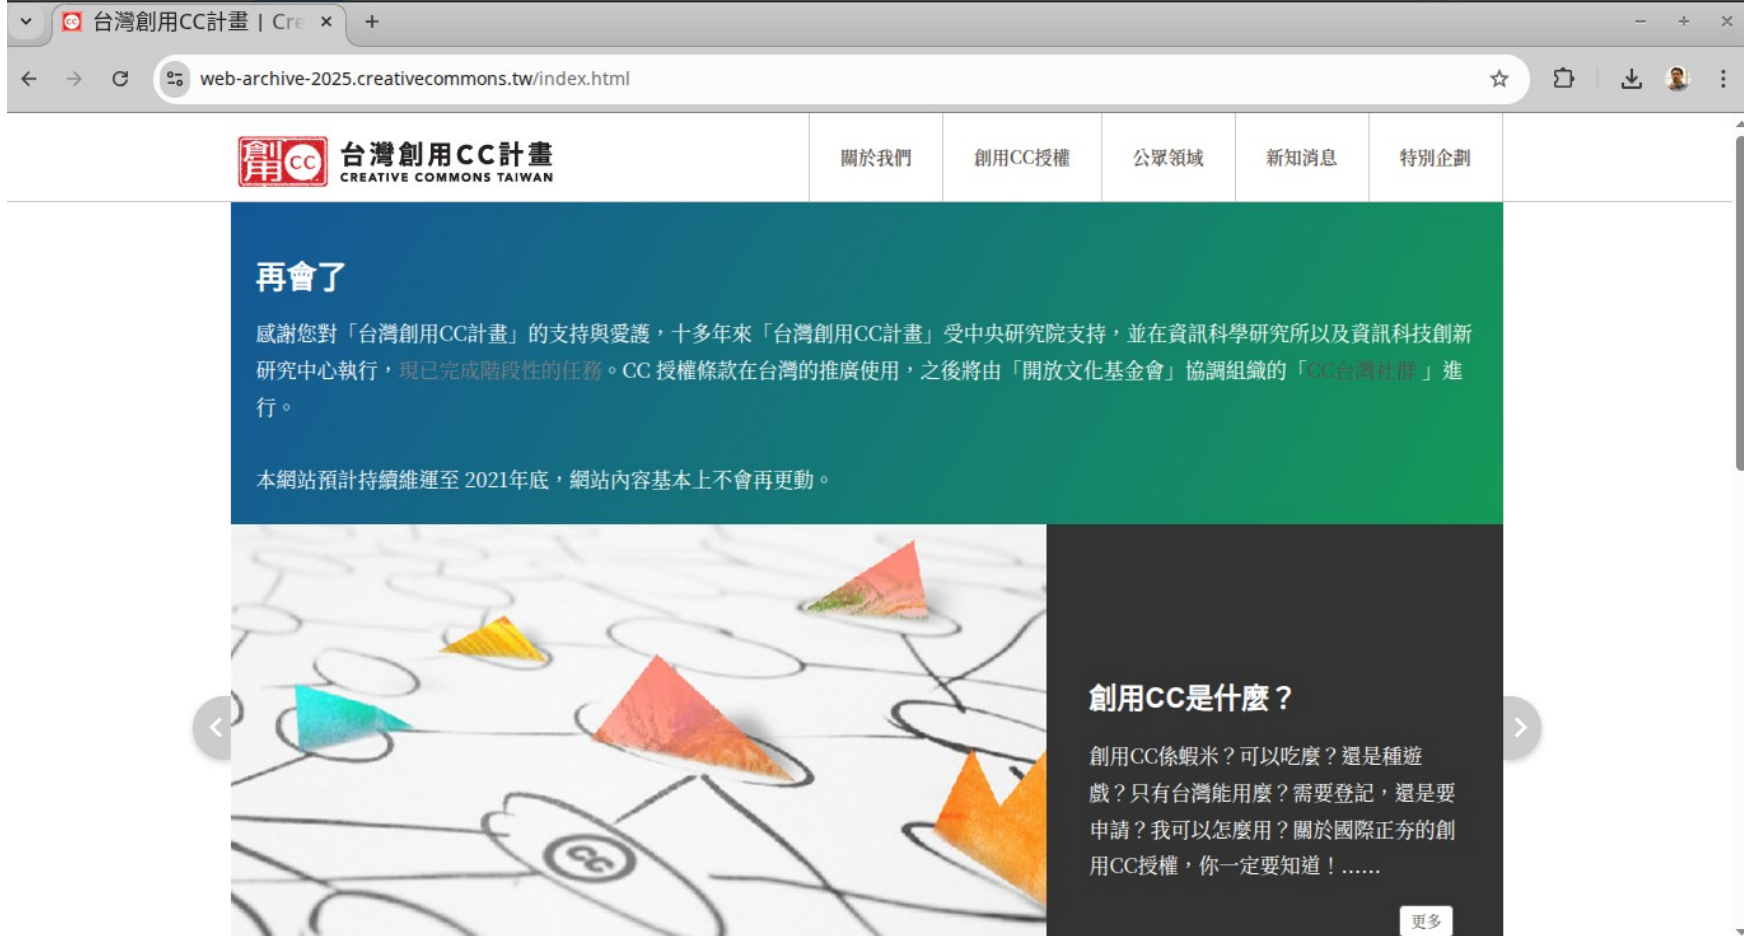 台灣創用CC計畫 | Cre
web-archive-2025.creativecommons.tw/index.html
創用 CC 台灣創用CC計畫
CREATIVE COMMONS TAIWAN
關於我們 創用CC授權 公眾領域 新知消息 特別企劃
再會了
感謝您對「台灣創用CC計畫」的支持與愛護，十多年來「台灣創用CC計畫」受中央研究院支持，並在資訊科學研究所以及資訊科技創新
研究中心執行，現已完成階段性的任務。CC 授權條款在台灣的推廣使用，之後將由「開放文化基金會」協調組織的「CC台灣社群 」進
行。
本網站預計持續維運至 2021年底，網站內容基本上不會再更動。
創用CC是什麼？
創用CC係蝦米？可以吃麼？還是種遊
戲？只有台灣能用麼？需要登記，還是要
申請？我可以怎麼用？關於國際正夯的創
用CC授權，你一定要知道！......
cc
更多